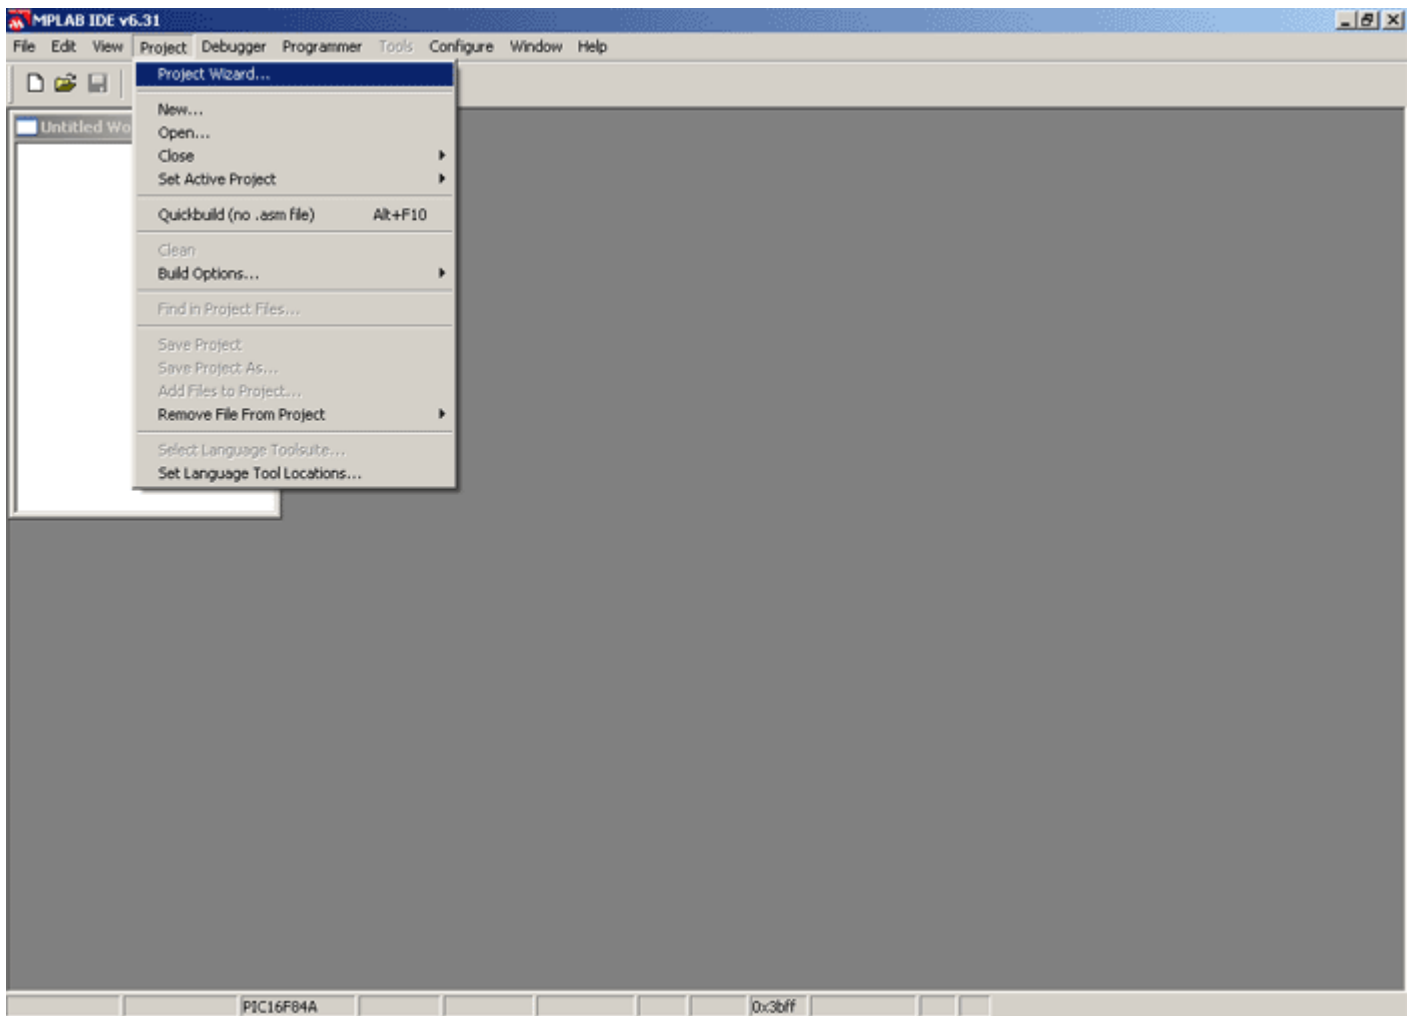 MPLAB IDE v6.31
File Edit View Project Debugger Programmer Tools Configure Window Help
Project Wizard...
New...
Untitled Wo
Open...
Close
Set Active Project
Quickbuild (no .asm file) Alt+F10
Clean
Build Options...
Find in Project Files...
Save Project
Save Project As...
Add Files to Project...
Remove File From Project
Select Language Toolsuite...
Set Language Tool Locations...
PIC16F84A 0x3bff